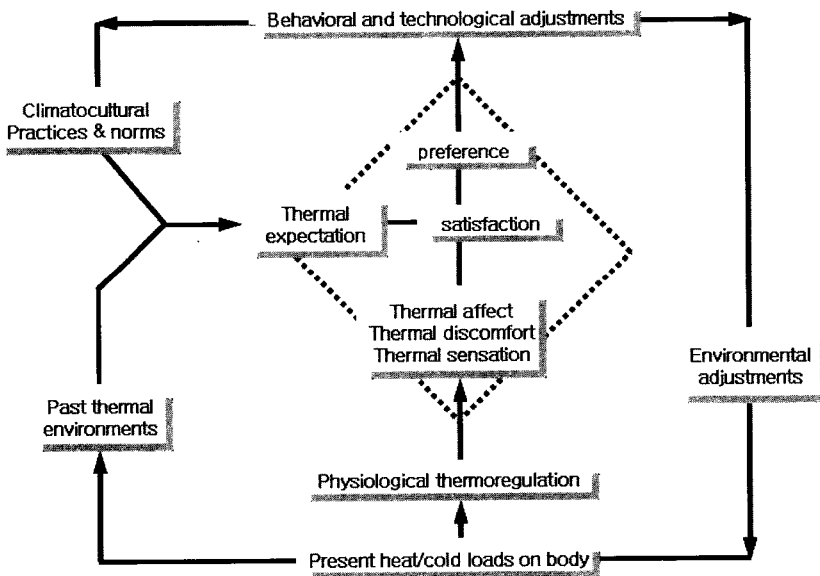 Behavioral and technological adjustments
Climatocultural
Practices & norms
preference
Thermal
expectation
satisfaction
Thermal affect
Thermal discomfort
Thermal sensation
Environmental
adjustments
Past thermal
environments
Physiological thermoregulation
Present heat/cold loads on body